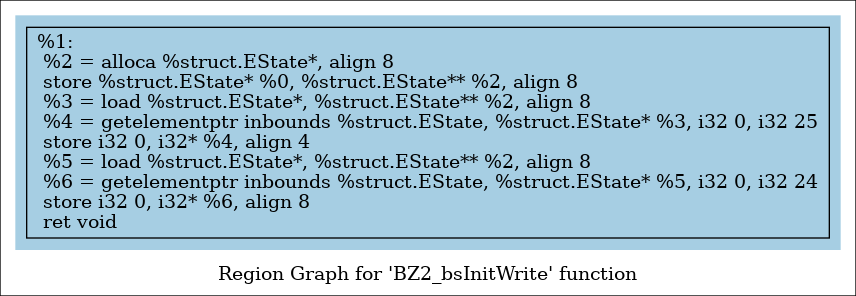 %1:
%2 = alloca %struct.EState*, align 8
store %struct.EState* %0, %struct.EState** %2, align 8
%3 = load %struct.EState*, %struct.EState** %2, align 8
%4 = getelementptr inbounds %struct.EState, %struct.EState* %3, i32 0, i32 25
store i32 0, i32* %4, align 4
%5 = load %struct.EState*, %struct.EState** %2, align 8
%6 = getelementptr inbounds %struct.EState, %struct.EState* %5, i32 0, i32 24
store i32 0, i32* %6, align 8
ret void
Region Graph for 'BZ2_bsInitWrite' function